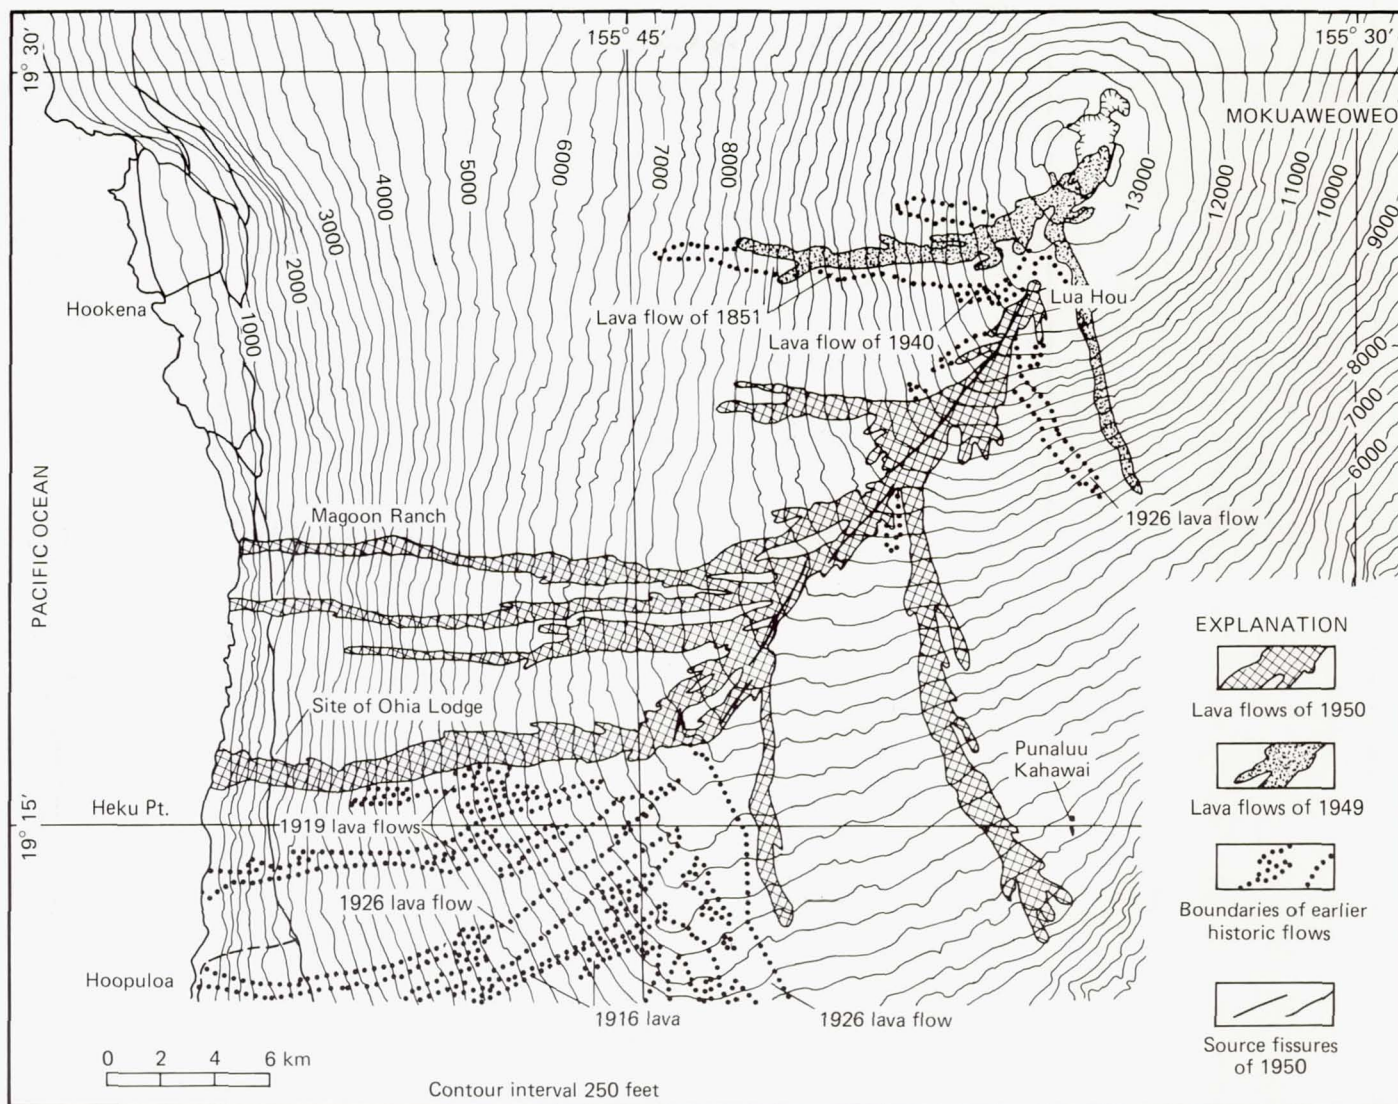 155° 45'
155° 30'
19° 30'
MOKUAWEOWEO
13000
12000
11000
10000
9000
8000
7000
6000
5000
4000
3000
2000
1000
6000
7000
8000
Hookena
Lava flow of 1851
Lava flow of 1940
Lua Hou
1926 lava flow
Magoon Ranch
PACIFIC OCEAN
Site of Ohia Lodge
Punaluu
Kahawai
Heku Pt.
19° 15'
1919 lava flows
1926 lava flow
Hoopuloa
1916 lava
1926 lava flow
0 2 4 6 km
Contour interval 250 feet
EXPLANATION
Lava flows of 1950
Lava flows of 1949
Boundaries of earlier
historic flows
Source fissures
of 1950